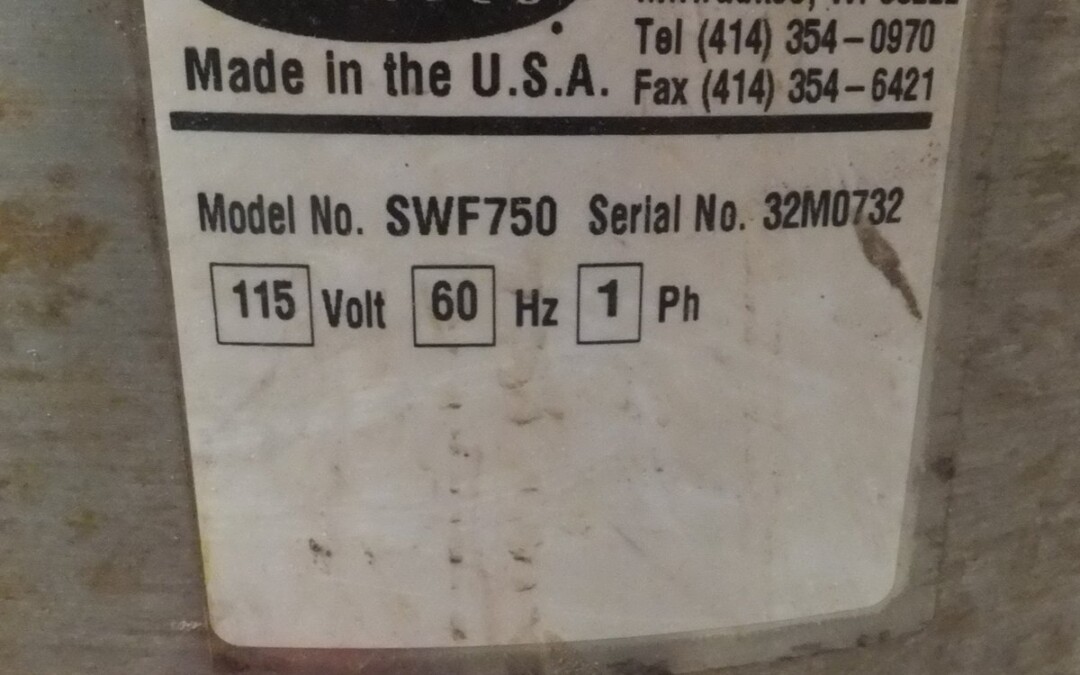 Made in the U.S.A.
Tel (414) 354-0970
Fax (414) 354-6421
Model No. SWF750 Serial No. 32M0732
115 Volt 60 Hz 1 Ph